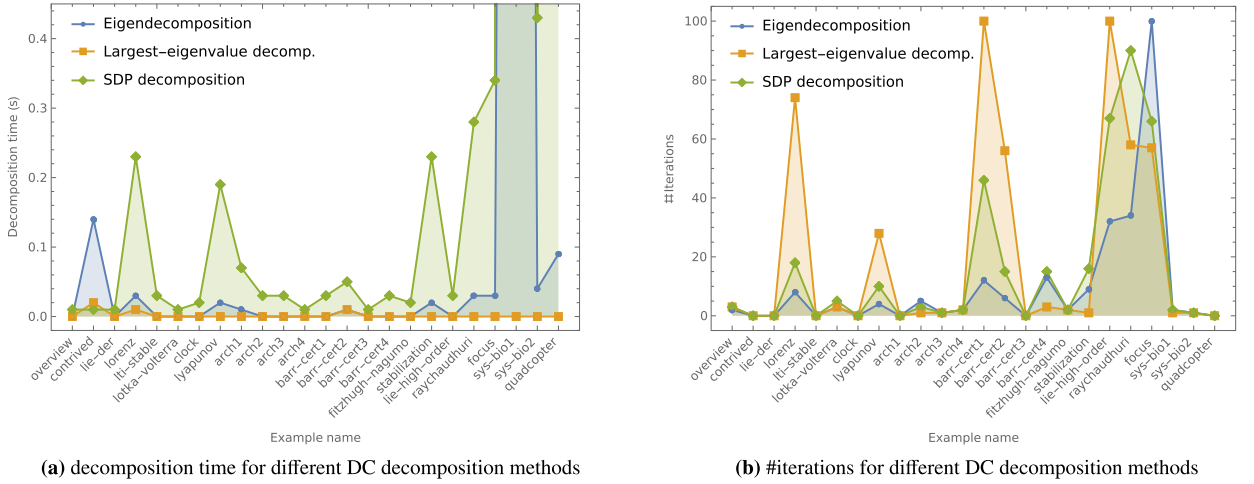 Eigendecomposition
Largest−eigenvalue decomp.
SDP decomposition
Decomposition time (s)
0.4
0.3
0.2
0.1
0.0
overview
contrived
lie−der
lorenz
lti−stable
lotka−volterra
clock
lyapunov
arch1
arch2
arch3
arch4
barr−cert1
barr−cert2
barr−cert3
barr−cert4
fitzhugh−nagumo
stabilization
lie−high−order
raychaudhuri
focus
sys−bio1
sys−bio2
quadcopter
Example name
(a) decomposition time for different DC decomposition methods
Eigendecomposition
Largest−eigenvalue decomp.
SDP decomposition
#Iterations
100
80
60
40
20
0
overview
contrived
lie−der
lorenz
lti−stable
lotka−volterra
clock
lyapunov
arch1
arch2
arch3
arch4
barr−cert1
barr−cert2
barr−cert3
barr−cert4
fitzhugh−nagumo
stabilization
lie−high−order
raychaudhuri
focus
sys−bio1
sys−bio2
quadcopter
Example name
(b) #iterations for different DC decomposition methods